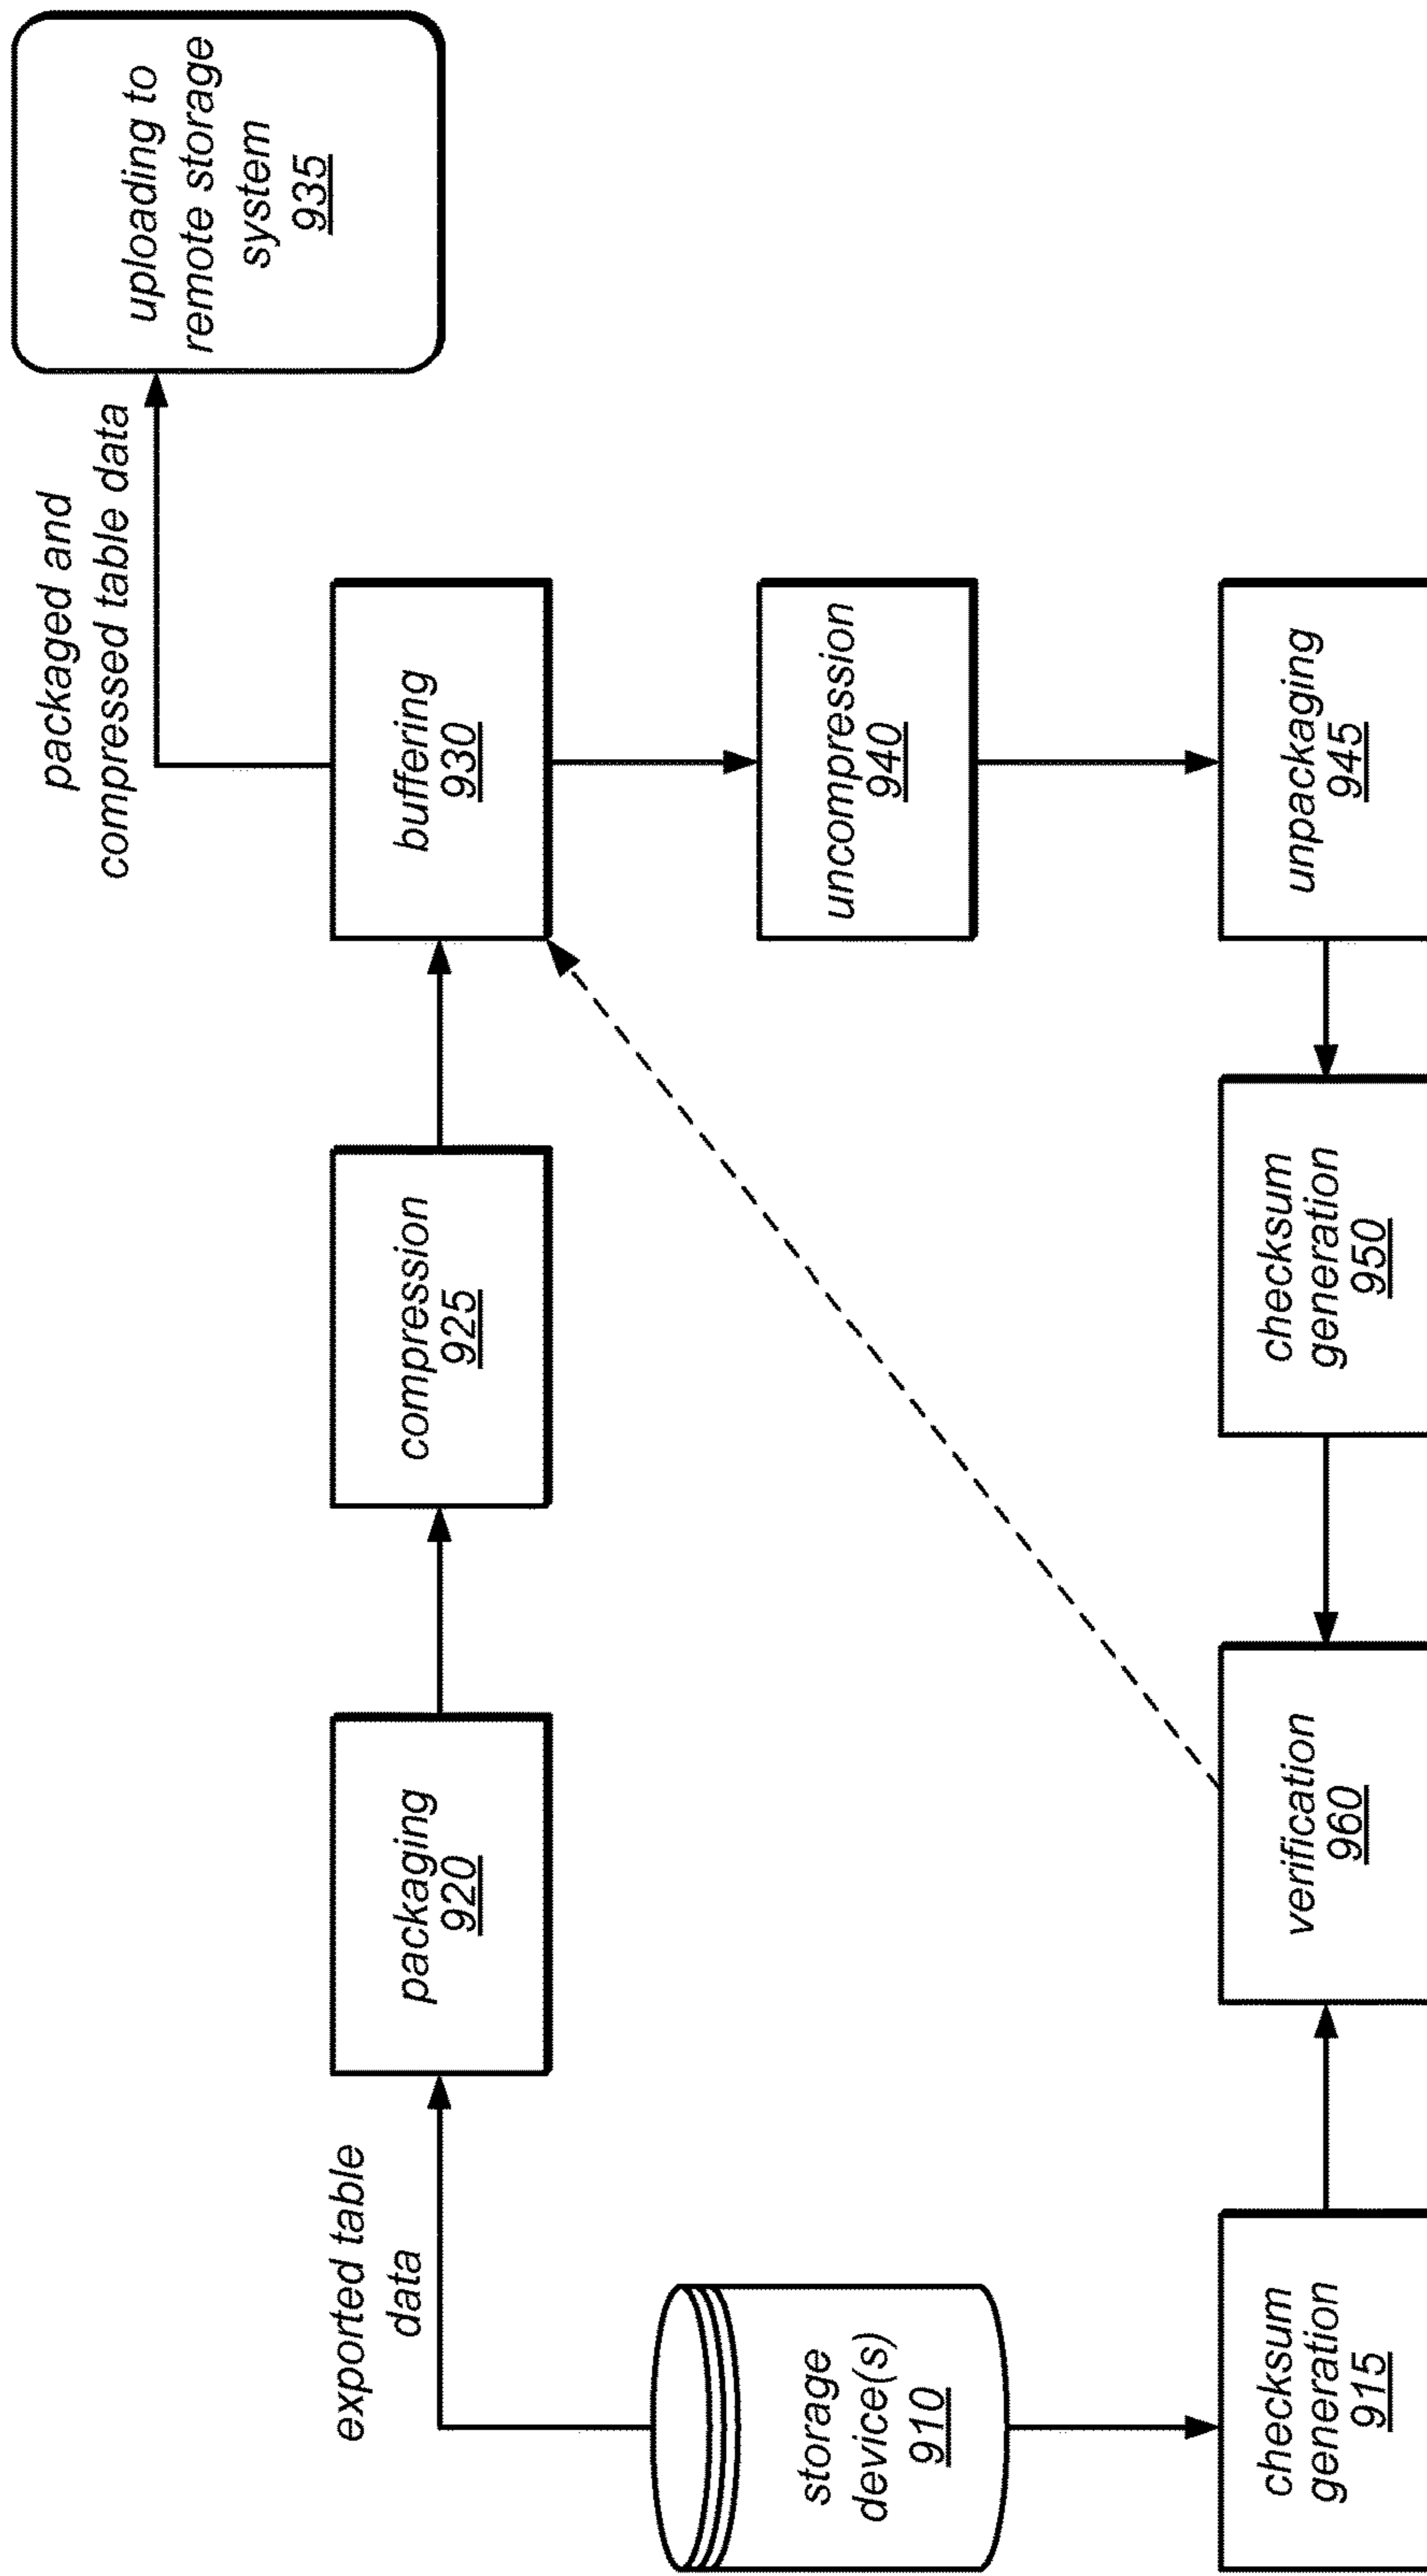 exported table
data
packaging
920
compression
925
buffering
930
packaged and
compressed table data
uploading to
remote storage
system
935
storage
device(s)
910
uncompression
940
checksum
generation
915
verification
960
checksum
generation
950
unpackaging
945